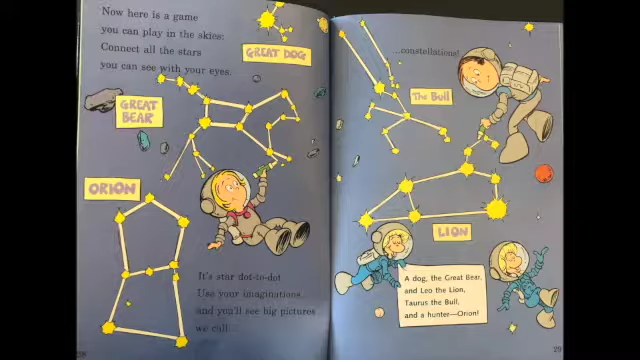 Now here is a game
you can play in the skies:
Connect all the stars
you can see with your eyes.
GREAT DOG
GREAT
BEAR
ORION
It's star dot-to-dot
Use your imaginations
and you'll see big pictures
we call...
...constellations!
The Bull
LION
A dog, the Great Bear,
and Leo the Lion,
Taurus the Bull,
and a hunter—Orion!
29